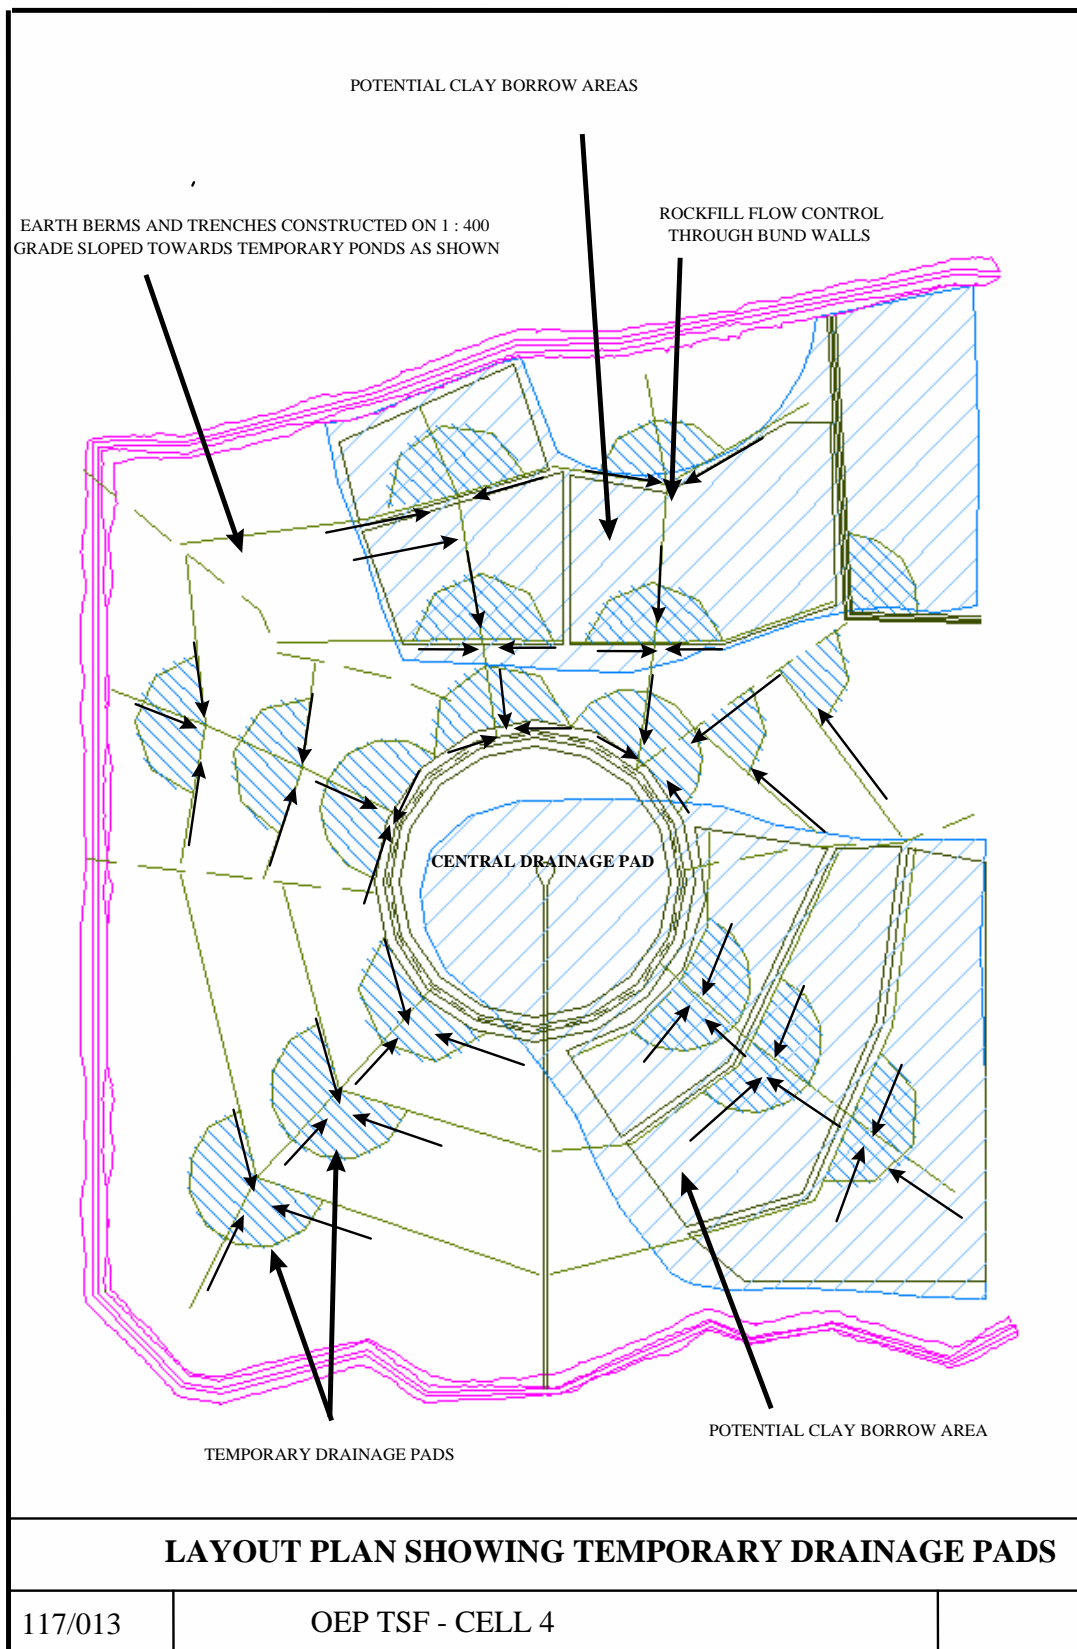 POTENTIAL CLAY BORROW AREAS
EARTH BERMS AND TRENCHES CONSTRUCTED ON 1 : 400
GRADE SLOPED TOWARDS TEMPORARY PONDS AS SHOWN
ROCKFILL FLOW CONTROL
THROUGH BUND WALLS
CENTRAL DRAINAGE PAD
TEMPORARY DRAINAGE PADS
POTENTIAL CLAY BORROW AREA
LAYOUT PLAN SHOWING TEMPORARY DRAINAGE PADS
117/013
OEP TSF - CELL 4